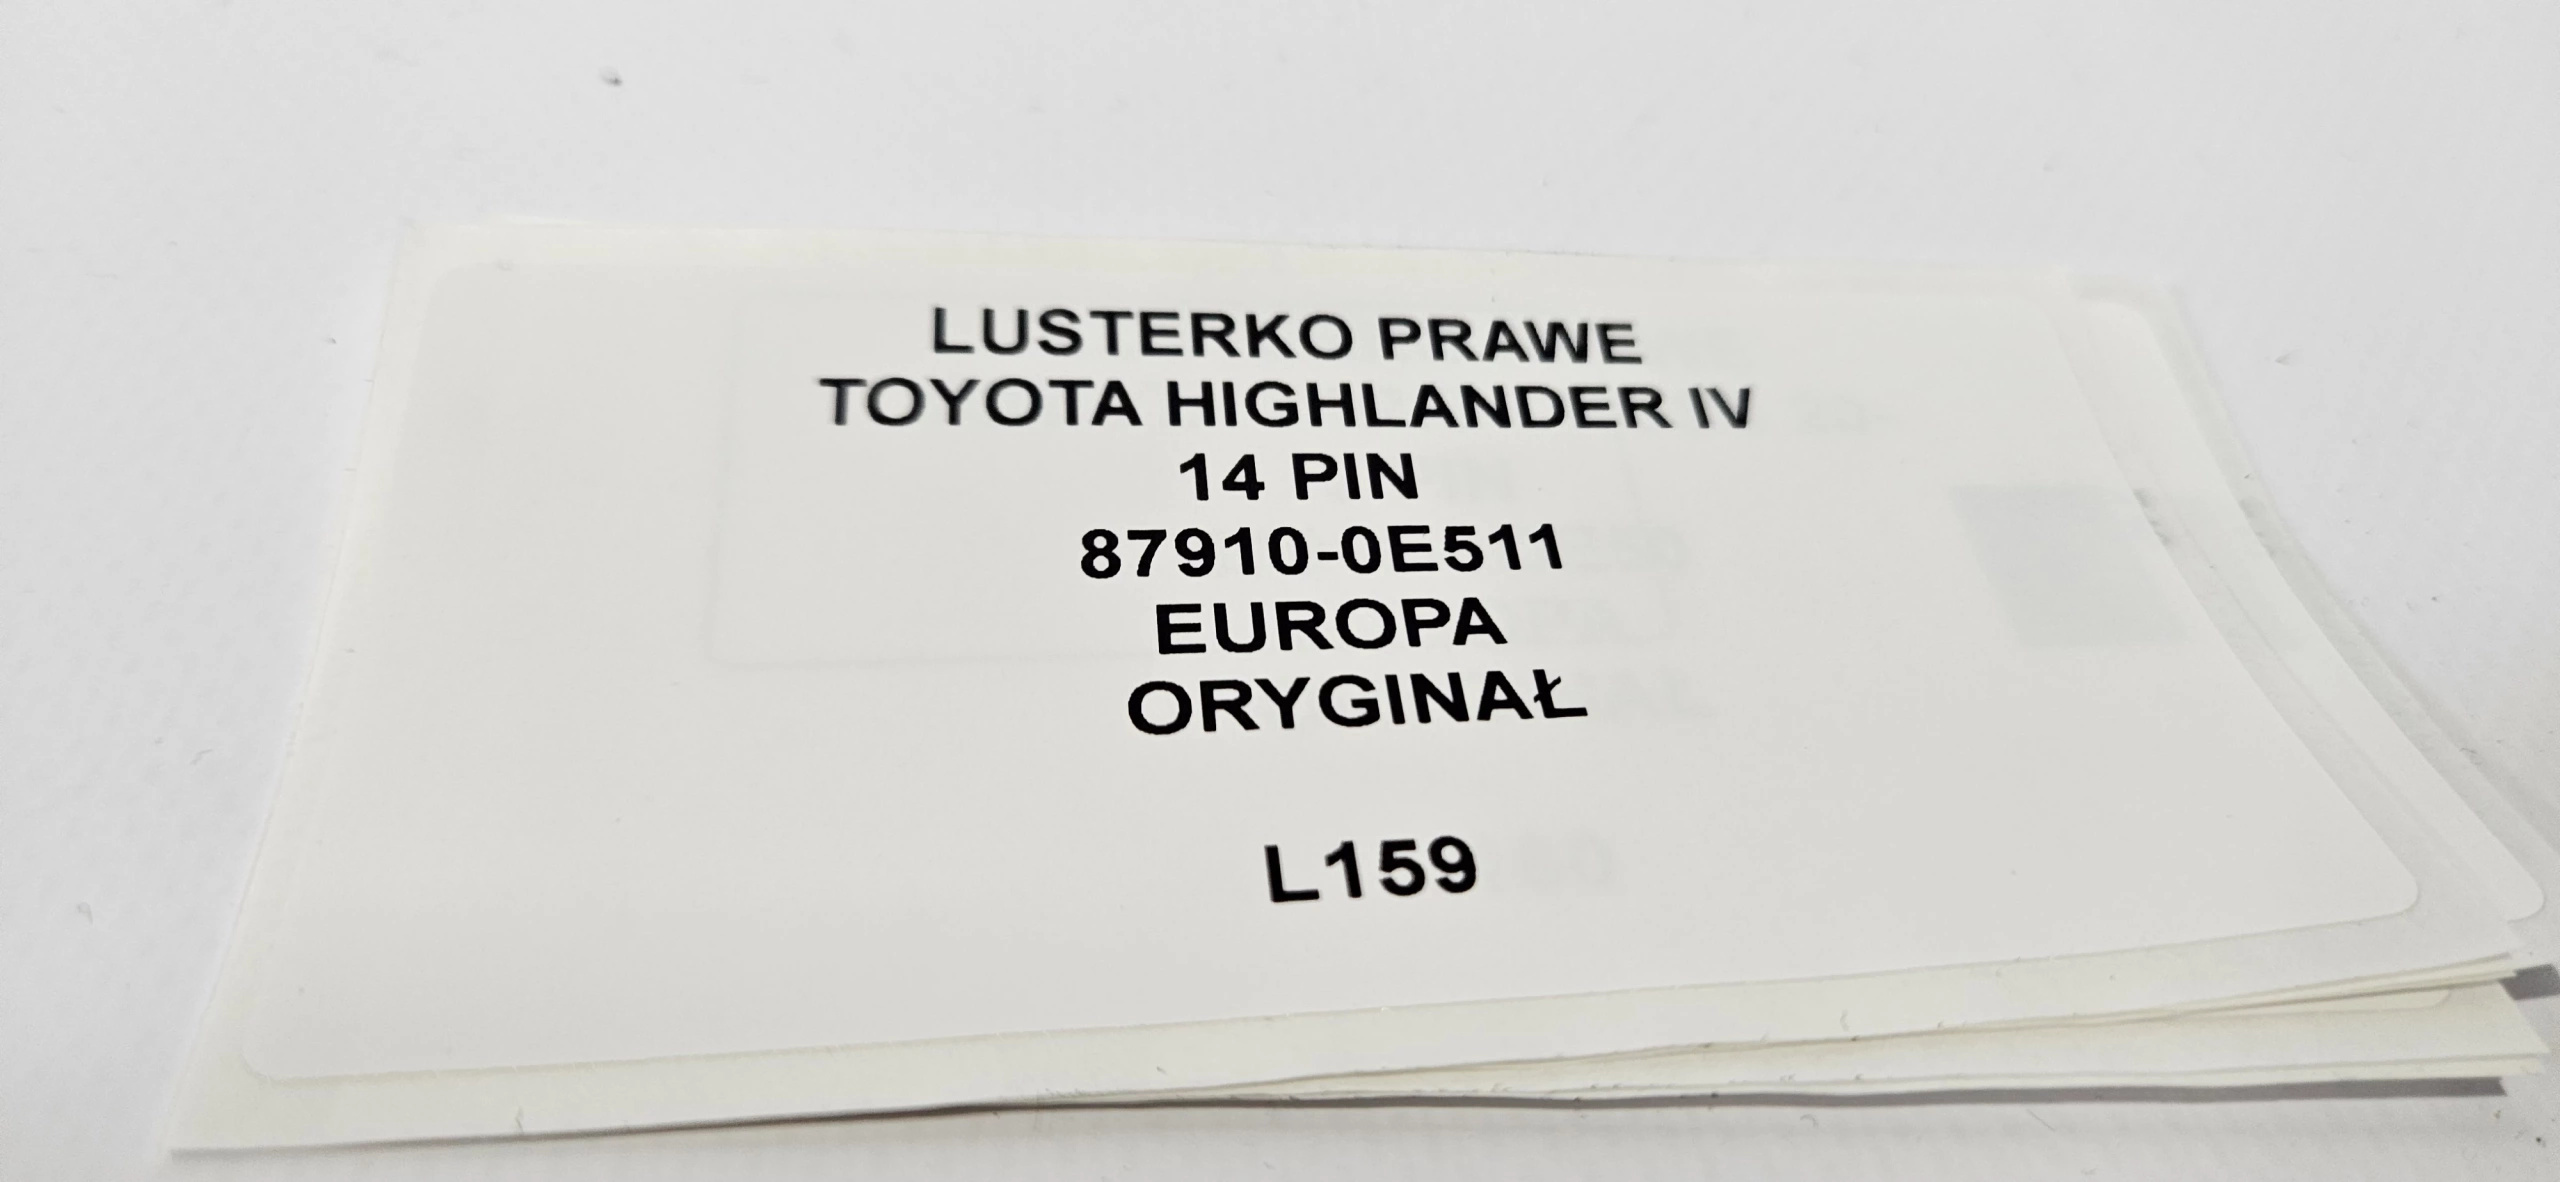 LUSTERKO PRAWE
TOYOTA HIGHLANDER IV
14 PIN
87910-0E511
EUROPA
ORYGINAŁ
L159